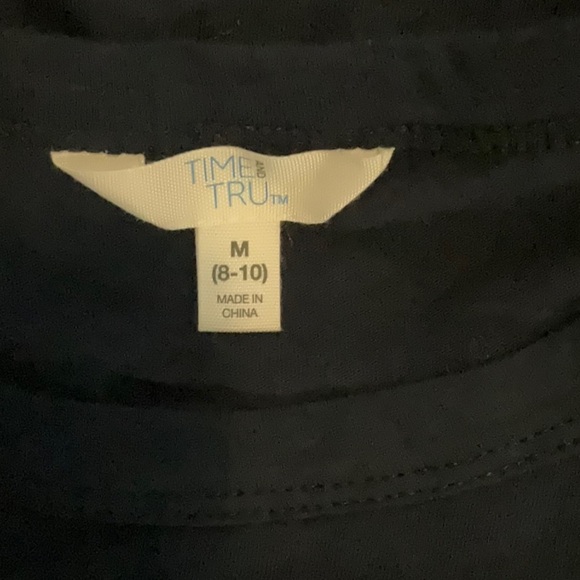 TIME AND
TRU™
M
(8-10)
MADE IN
CHINA